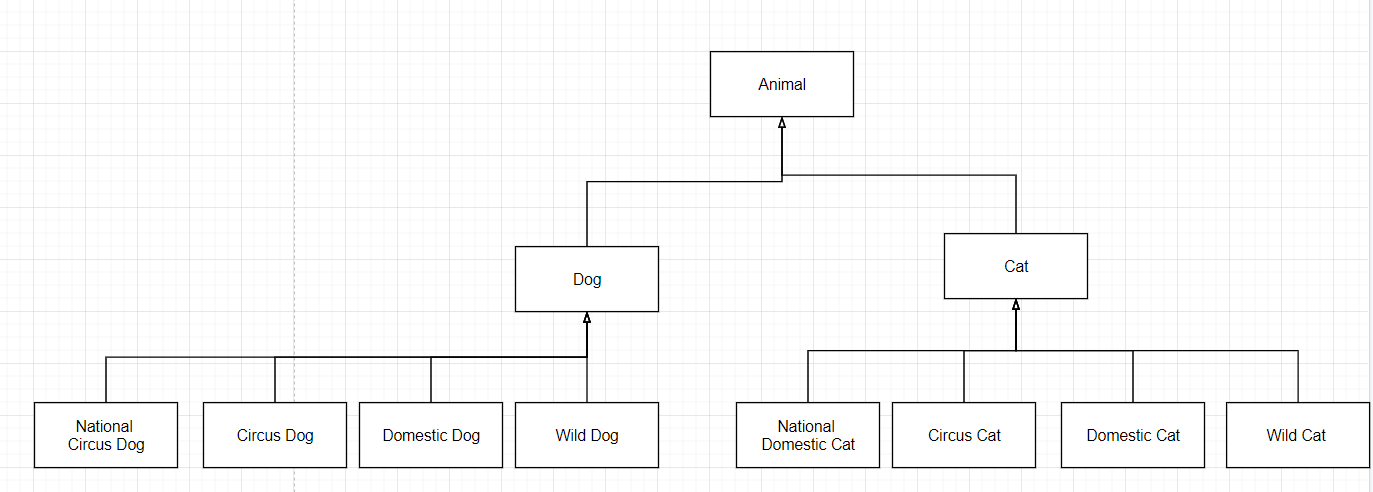 Animal
Dog
Cat
National
Circus Dog
Circus Dog
Domestic Dog
Wild Dog
National
Domestic Cat
Circus Cat
Domestic Cat
Wild Cat